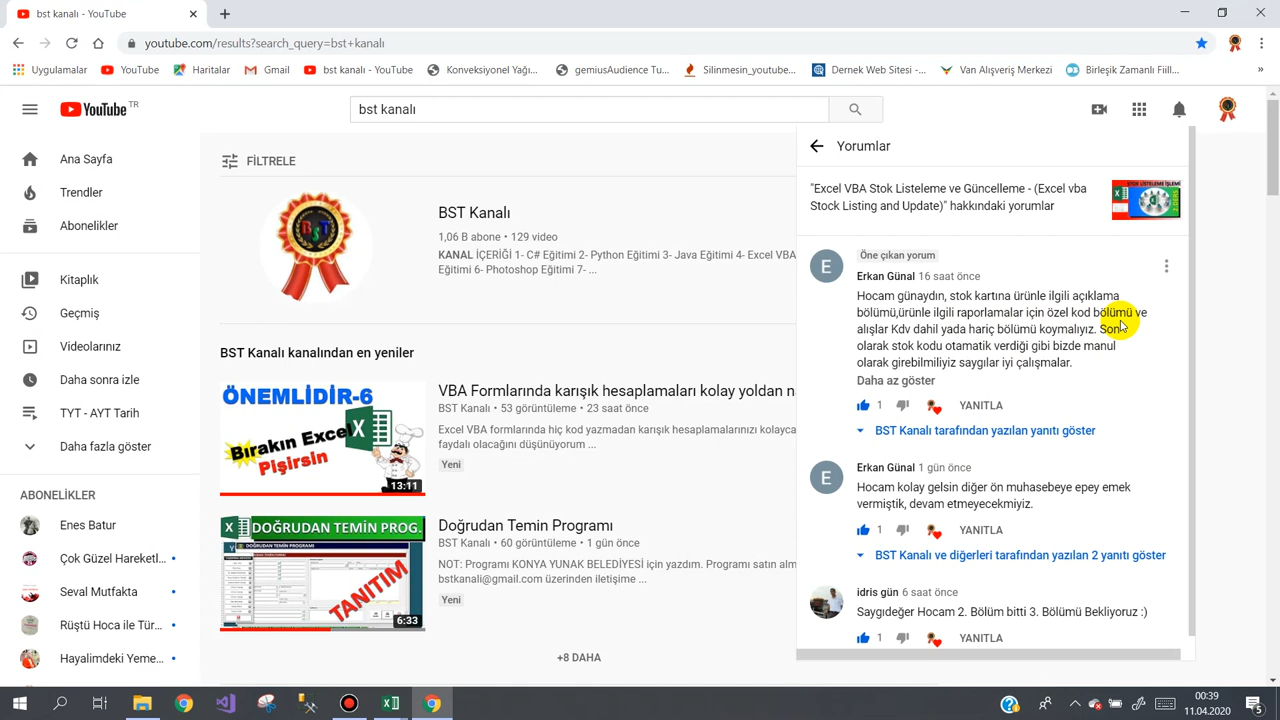 bst kanalı - YouTube
youtube.com/results?search_query=bst+kanalı
Uygulamalar
YouTube
Haritalar
Gmail
bst kanalı - YouTube
Konveksiyonel Yağı...
gemiusAudience Tu...
Silinmesin_youtube...
Dernek Web Sitesi -...
Van Alışveriş Merkezi
Birleşik Zamanlı Fiill...
YouTube TR
bst kanalı
Ana Sayfa
Trendler
Abonelikler
Kitaplık
Geçmiş
Videolarınız
Daha sonra izle
TYT - AYT Tarih
Daha fazla göster
ABONELİKLER
Enes Batur
Çok Güzel Hareketl...
Seval Mutfakta
Rüştü Hoca ile Tür...
Hayalimdeki Yeme...
FİLTRELE
BST
BST Kanalı
1,06 B abone • 129 video
KANAL İÇERİĞİ 1- C# Eğitimi 2- Python Eğitimi 3- Java Eğitimi 4- Excel VBA
Eğitimi 6- Photoshop Eğitimi 7- ...
BST Kanalı kanalından en yeniler
ÖNEMLİDİR-6
Bırakın Excel
Pişirsin
13:11
VBA Formlarında karışık hesaplamaları kolay yoldan n
BST Kanalı • 53 görüntüleme • 23 saat önce
Excel VBA formlarında hiç kod yazmadan karışık hesaplamalarınızı kolayca
faydalı olacağını düşünüyorum ...
Yeni
DOĞRUDAN TEMİN PROG.
TANITIM
6:33
Doğrudan Temin Programı
BST Kanalı • 60 görüntüleme • 1 gün önce
NOT: Programı KONYA YUNAK BELEDİYESİ için yazdım. Programı satın alm
bstkanali@gmail.com üzerinden iletişime ...
Yeni
+8 DAHA
Yorumlar
"Excel VBA Stok Listeleme ve Güncelleme - (Excel vba
Stock Listing and Update)" hakkındaki yorumlar
STOK LİSTELEME İŞLEMİ
E
Öne çıkan yorum
Erkan Günal 16 saat önce
Hocam günaydın, stok kartına ürünle ilgili açıklama
bölümü,ürünle ilgili raporlamalar için özel kod bölümü ve
alışlar Kdv dahil yada hariç bölümü koymalıyız. Son
olarak stok kodu otamatik verdiği gibi bizde manul
olarak girebilmiliyiz saygılar iyi çalışmalar.
Daha az göster
1 YANITLA
BST Kanalı tarafından yazılan yanıtı göster
E
Erkan Günal 1 gün önce
Hocam kolay gelsin diğer ön muhasebeye epey emek
vermiştik, devam etmeyecekmiyiz.
1 YANITLA
BST Kanalı ve diğerleri tarafından yazılan 2 yanıtı göster
idris gün 6 saat önce
Saygıdeğer Hocam 2. Bölüm bitti 3. Bölümü Bekliyoruz :)
1 YANITLA
00:39
11.04.2020
5